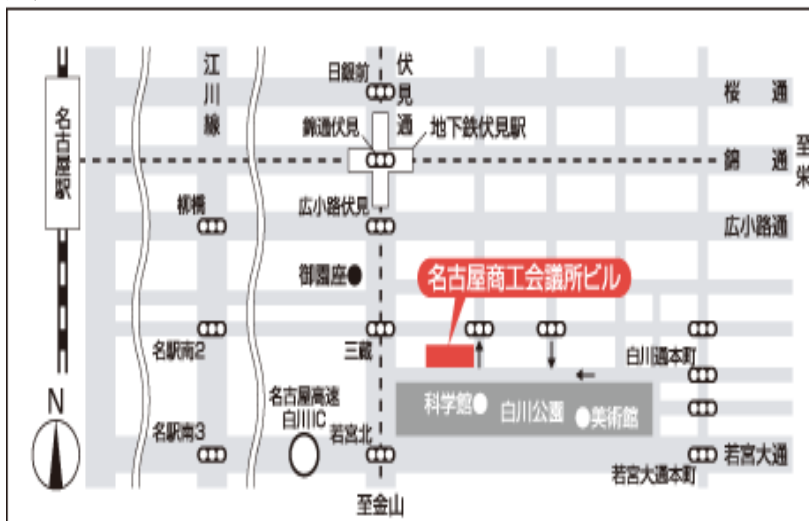 江川線
日銀前
伏見通
桜通
名古屋駅
錦通伏見
地下鉄伏見駅
錦通
至栄
柳橋
広小路伏見
広小路通
御園座
名古屋商工会議所ビル
名駅南2
三蔵
白川通本町
N
名古屋高速
白川IC
科学館
白川公園
美術館
名駅南3
若宮北
若宮大通
若宮大通本町
至金山